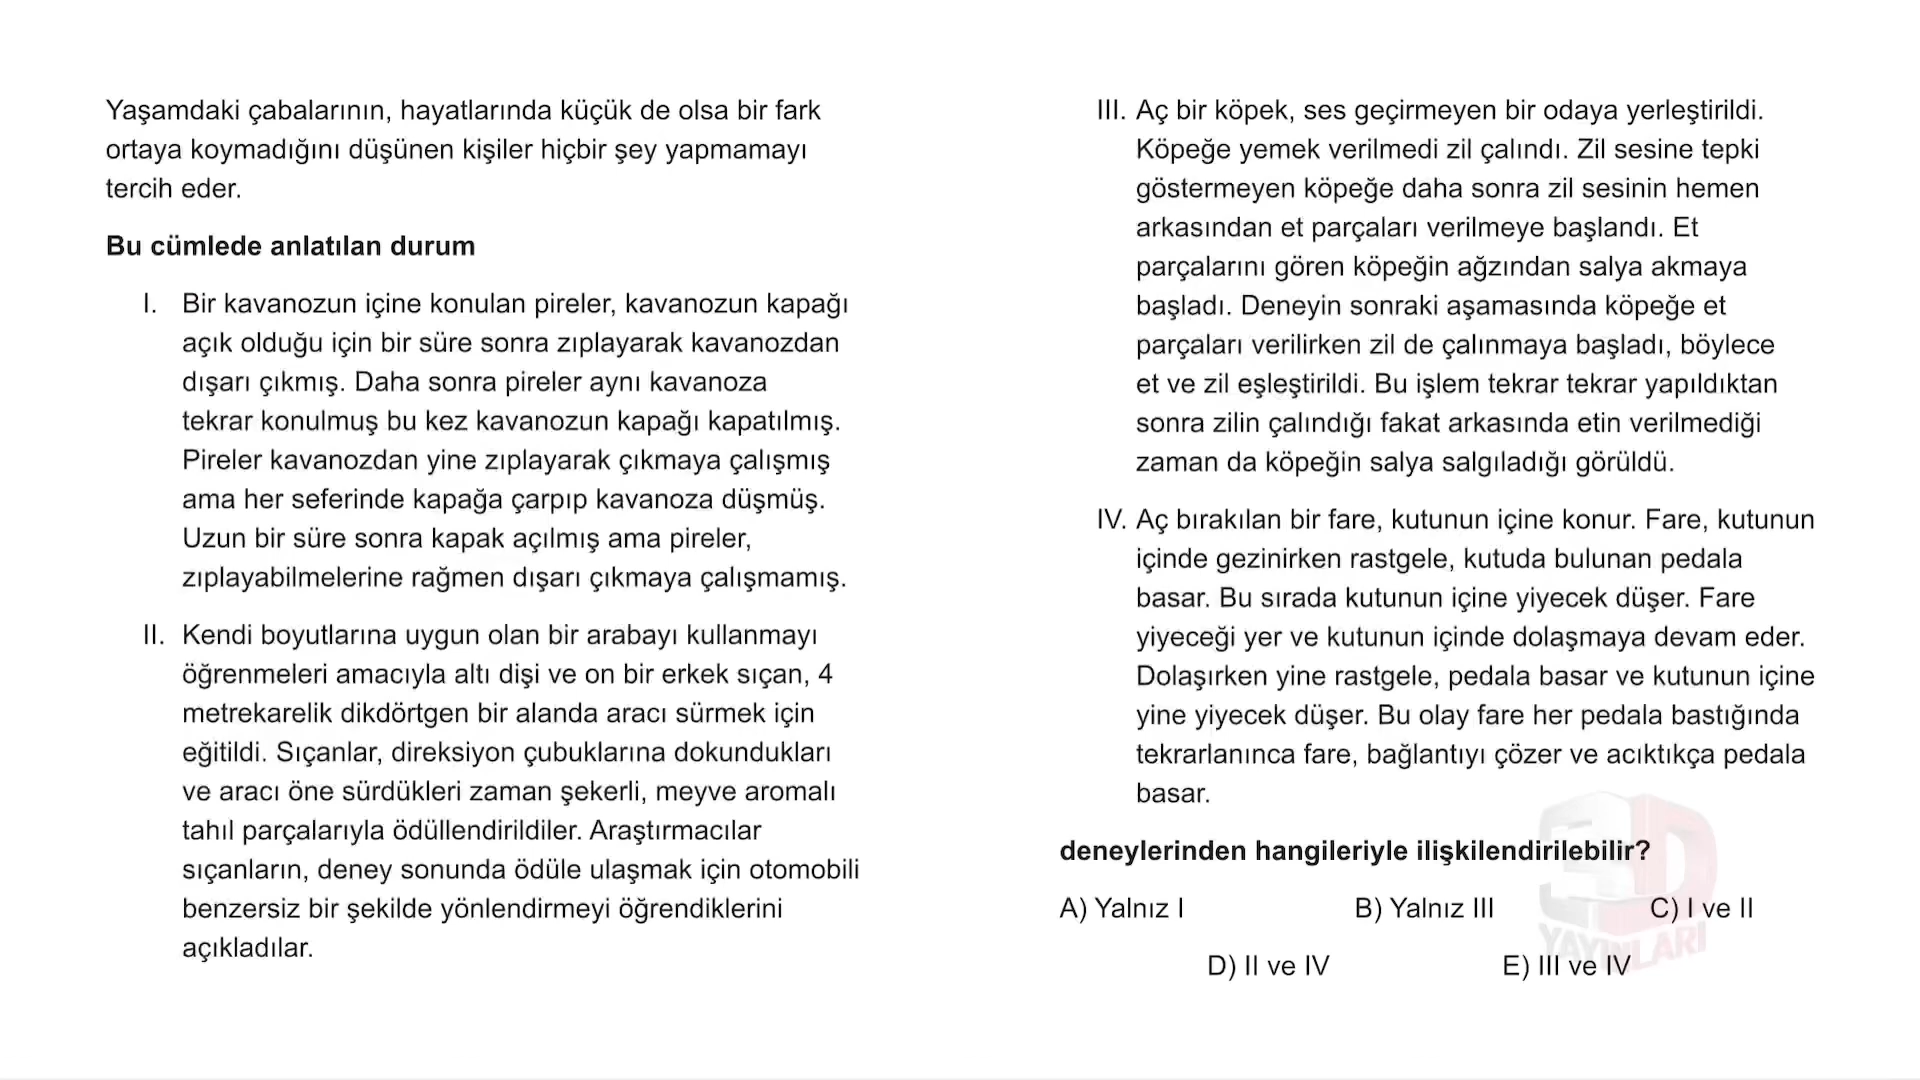 Yaşamdaki çabalarının, hayatlarında küçük de olsa bir fark
ortaya koymadığını düşünen kişiler hiçbir şey yapmamayı
tercih eder.
Bu cümlede anlatılan durum
I. Bir kavanozun içine konulan pireler, kavanozun kapağı
açık olduğu için bir süre sonra zıplayarak kavanozdan
dışarı çıkmış. Daha sonra pireler aynı kavanoza
tekrar konulmuş bu kez kavanozun kapağı kapatılmış.
Pireler kavanozdan yine zıplayarak çıkmaya çalışmış
ama her seferinde kapağa çarpıp kavanoza düşmüş.
Uzun bir süre sonra kapak açılmış ama pireler,
zıplayabilmelerine rağmen dışarı çıkmaya çalışmamış.
II. Kendi boyutlarına uygun olan bir arabayı kullanmayı
öğrenmeleri amacıyla altı dişi ve on bir erkek sıçan, 4
metrekarelik dikdörtgen bir alanda aracı sürmek için
eğitildi. Sıçanlar, direksiyon çubuklarına dokundukları
ve aracı öne sürdükleri zaman şekerli, meyve aromalı
tahıl parçalarıyla ödüllendirildiler. Araştırmacılar
sıçanların, deney sonunda ödüle ulaşmak için otomobili
benzersiz bir şekilde yönlendirmeyi öğrendiklerini
açıkladılar.
III. Aç bir köpek, ses geçirmeyen bir odaya yerleştirildi.
Köpeğe yemek verilmedi zil çalındı. Zil sesine tepki
göstermeyen köpeğe daha sonra zil sesinin hemen
arkasından et parçaları verilmeye başlandı. Et
parçalarını gören köpeğin ağzından salya akmaya
başladı. Deneyin sonraki aşamasında köpeğe et
parçaları verilirken zil de çalınmaya başladı, böylece
et ve zil eşleştirildi. Bu işlem tekrar tekrar yapıldıktan
sonra zilin çalındığı fakat arkasında etin verilmediği
zaman da köpeğin salya salgıladığı görüldü.
IV. Aç bırakılan bir fare, kutunun içine konur. Fare, kutunun
içinde gezinirken rastgele, kutuda bulunan pedala
basar. Bu sırada kutunun içine yiyecek düşer. Fare
yiyeceği yer ve kutunun içinde dolaşmaya devam eder.
Dolaşırken yine rastgele, pedala basar ve kutunun içine
yine yiyecek düşer. Bu olay fare her pedala bastığında
tekrarlanınca fare, bağlantıyı çözer ve acıktıkça pedala
basar.
deneylerinden hangileriyle ilişkilendirilebilir?
A) Yalnız I B) Yalnız III C) I ve II
D) II ve IV E) III ve IV
3D
YAYINLARI